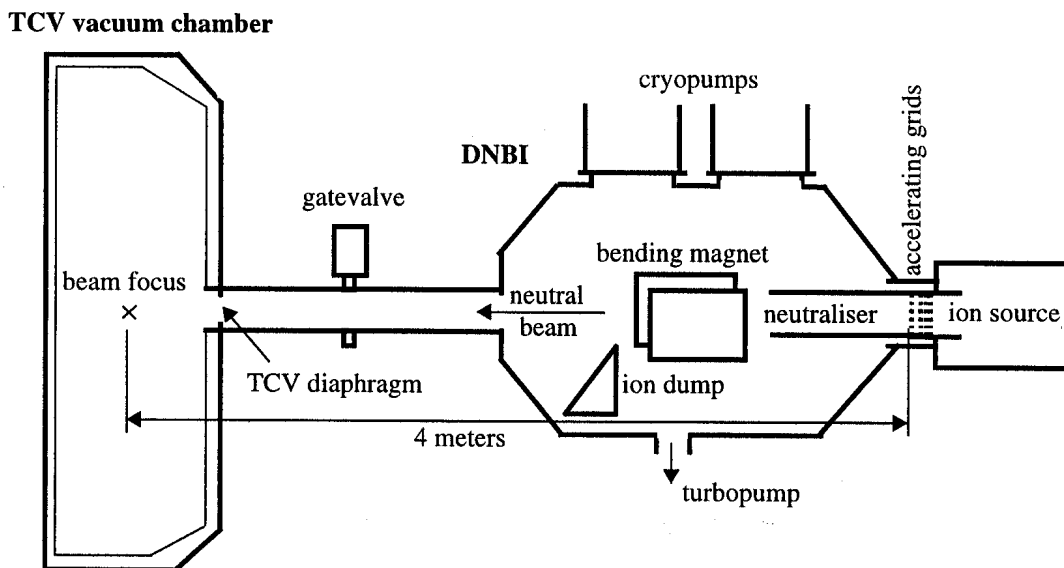 TCV vacuum chamber
cryopumps
accelerating grids
DNBI
gatevalve
bending magnet
beam focus
neutral
beam
neutraliser
ion source
TCV diaphragm
ion dump
4 meters
turbopump